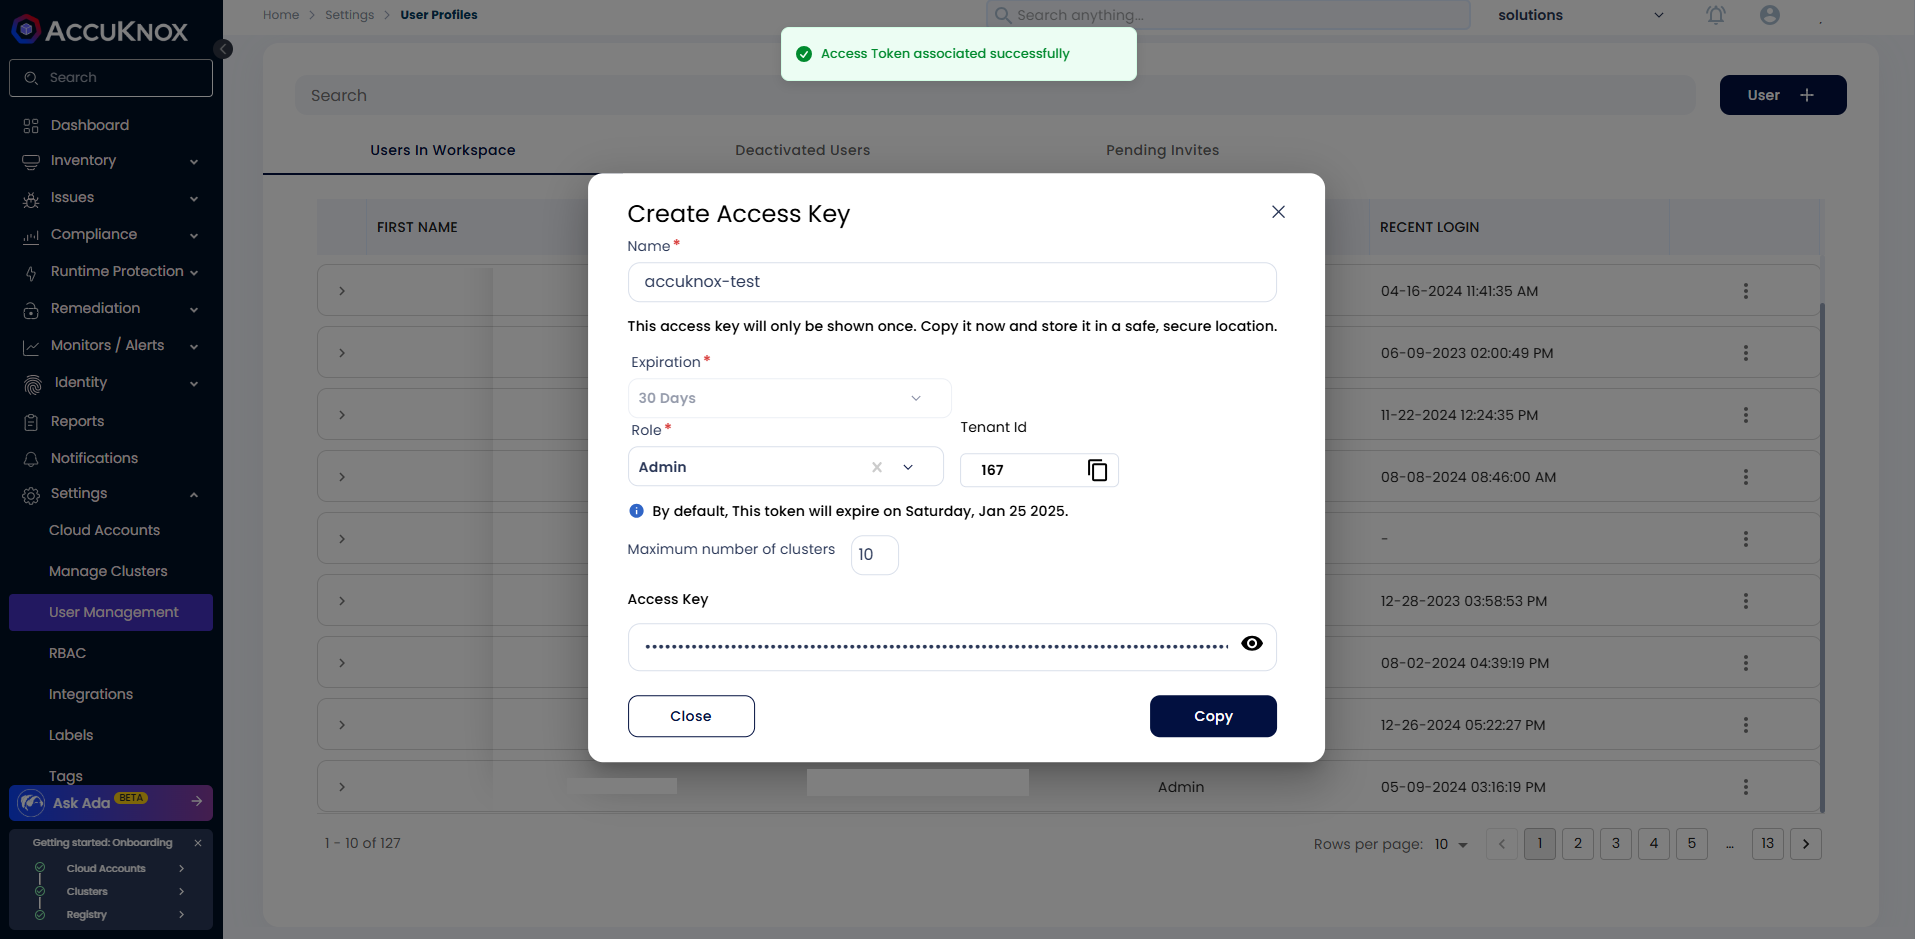 Home > Settings > User Profiles
Search anything...
solutions
ACCUKNOX
Search
Dashboard
Inventory
Issues
Compliance
Runtime Protection
Remediation
Monitors / Alerts
Identity
Reports
Notifications
Settings
Cloud Accounts
Manage Clusters
User Management
RBAC
Integrations
Labels
Tags
Ask Ada BETA
Getting started: Onboarding
Cloud Accounts
Clusters
Registry
Access Token associated successfully
Search
User
Users In Workspace
Deactivated Users
Pending Invites
FIRST NAME
RECENT LOGIN
04-16-2024 11:41:35 AM
06-09-2023 02:00:49 PM
11-22-2024 12:24:35 PM
08-08-2024 08:46:00 AM
-
12-28-2023 03:58:53 PM
08-02-2024 04:39:19 PM
12-26-2024 05:22:27 PM
Admin
05-09-2024 03:16:19 PM
Create Access Key
Name*
accuknox-test
This access key will only be shown once. Copy it now and store it in a safe, secure location.
Expiration*
30 Days
Role*
Tenant Id
Admin
167
By default, This token will expire on Saturday, Jan 25 2025.
Maximum number of clusters
10
Access Key
Close
Copy
1 - 10 of 127
Rows per page: 10
1 2 3 4 5 ... 13